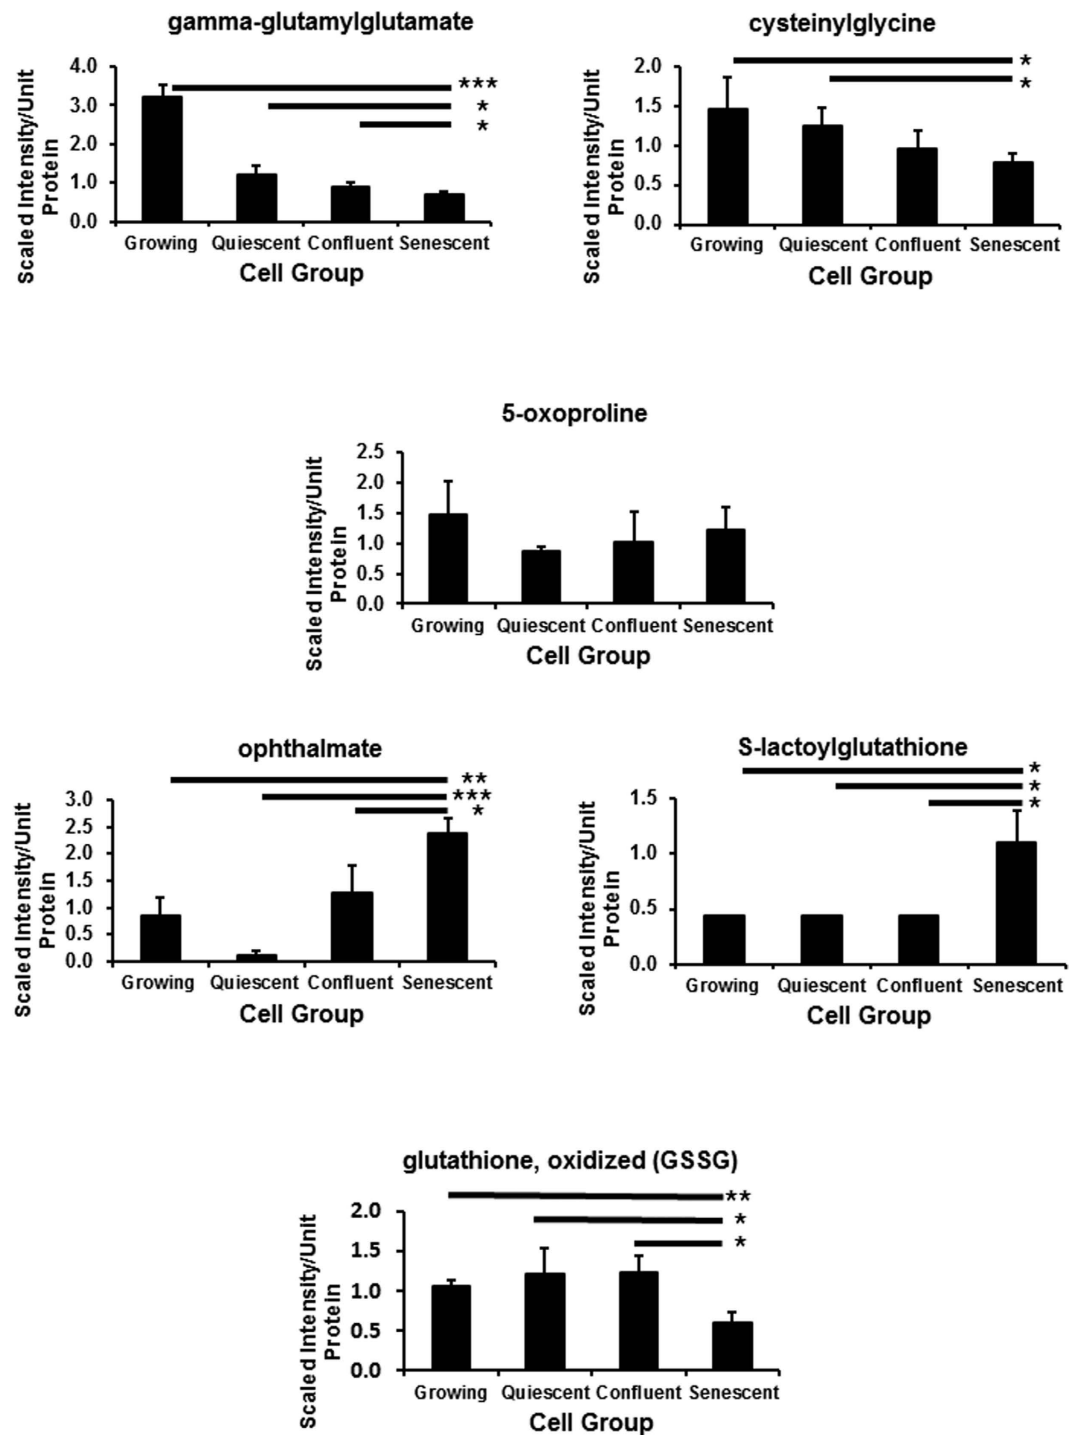 gamma-glutamylglutamate
Scaled Intensity/Unit
Protein
4.0
3.0
2.0
1.0
0.0
***
*
*
Growing Quiescent Confluent Senescent
Cell Group
cysteinylglycine
Scaled Intensity/Unit
Protein
2.0
1.5
1.0
0.5
0.0
*
*
Growing Quiescent Confluent Senescent
Cell Group
5-oxoproline
Scaled Intensity/Unit
Protein
2.5
2.0
1.5
1.0
0.5
0.0
Growing Quiescent Confluent Senescent
Cell Group
ophthalmate
Scaled Intensity/Unit
Protein
3.0
2.5
2.0
1.5
1.0
0.5
0.0
**
***
*
Growing Quiescent Confluent Senescent
Cell Group
S-lactoylglutathione
Scaled Intensity/Unit
Protein
1.5
1.0
0.5
0.0
*
*
*
Growing Quiescent Confluent Senescent
Cell Group
glutathione, oxidized (GSSG)
Scaled Intensity/Unit
Protein
2.0
1.5
1.0
0.5
0.0
**
*
*
Growing Quiescent Confluent Senescent
Cell Group